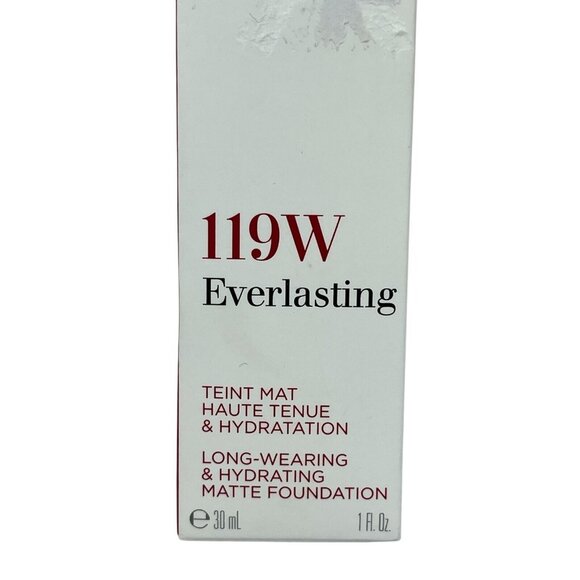 119W
Everlasting
TEINT MAT
HAUTE TENUE
& HYDRATATION
LONG-WEARING
& HYDRATING
MATTE FOUNDATION
℮ 30 mL 1 Fl. Oz.